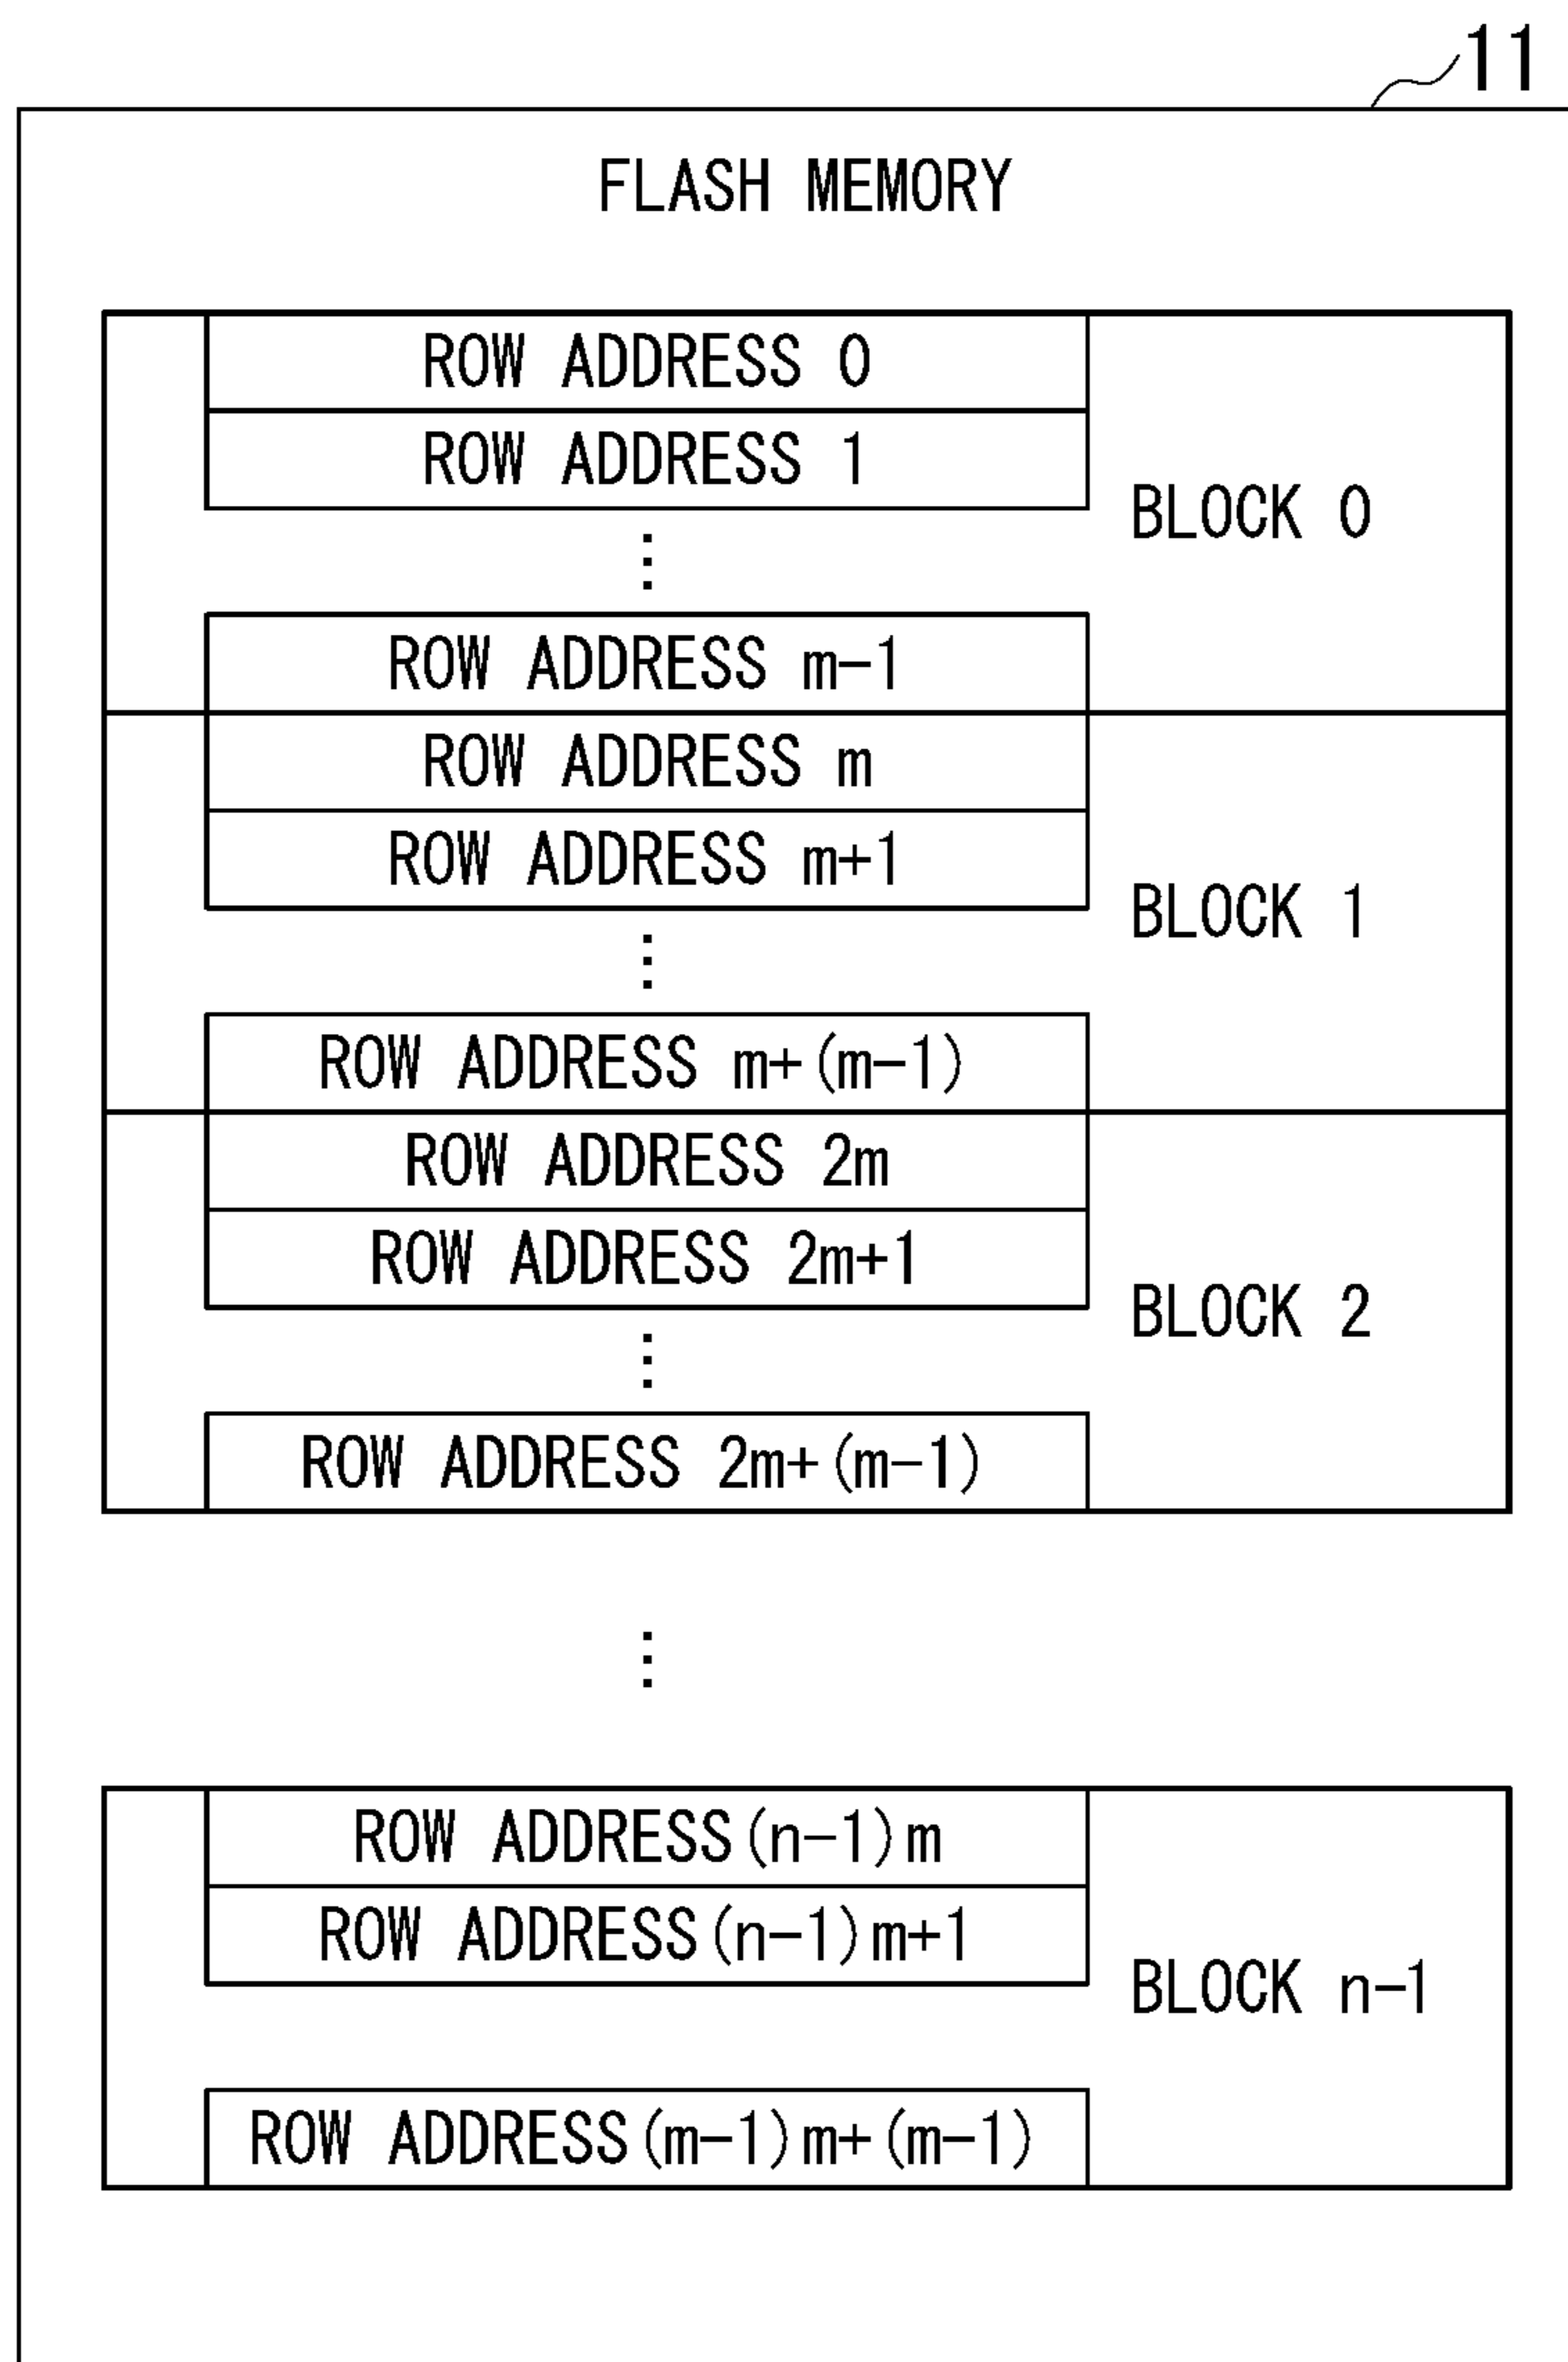 11
FLASH MEMORY
ROW ADDRESS 0
ROW ADDRESS 1
BLOCK 0
ROW ADDRESS m-1
ROW ADDRESS m
ROW ADDRESS m+1
BLOCK 1
ROW ADDRESS m+(m-1)
ROW ADDRESS 2m
ROW ADDRESS 2m+1
BLOCK 2
ROW ADDRESS 2m+(m-1)
ROW ADDRESS(n-1)m
ROW ADDRESS(n-1)m+1
BLOCK n-1
ROW ADDRESS(m-1)m+(m-1)